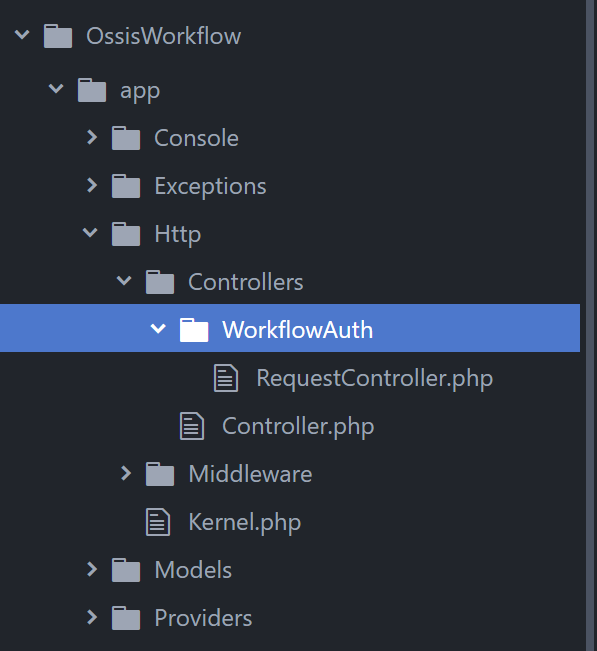 OssisWorkflow
app
Console
Exceptions
Http
Controllers
WorkflowAuth
RequestController.php
Controller.php
Middleware
Kernel.php
Models
Providers